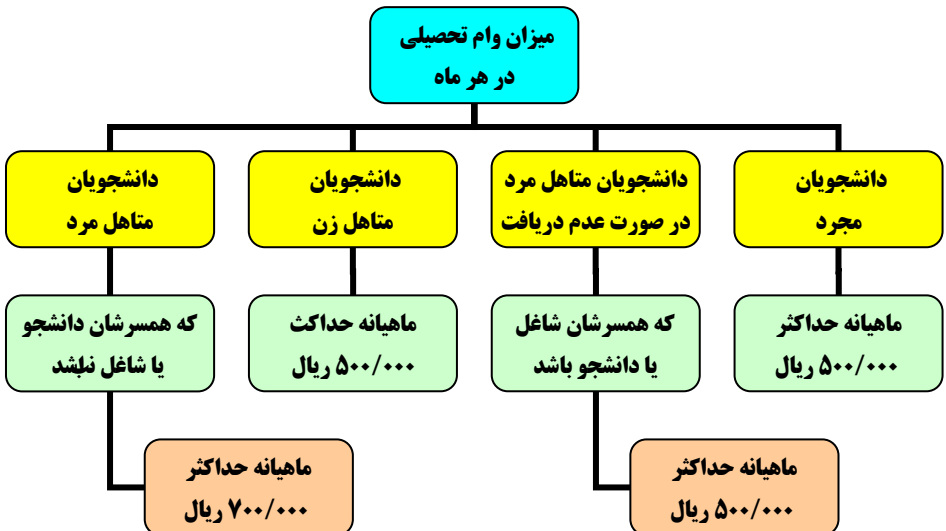 میزان وام تحصیلی
در هر ماه
دانشجویان
مجرد
دانشجویان متاهل مرد
در صورت عدم دریافت
دانشجویان
متاهل زن
دانشجویان
متاهل مرد
ماهیانه حداکثر
۵۰۰/۰۰۰ ریال
که همسرشان شاغل
یا دانشجو باشد
ماهیانه حداکث
۵۰۰/۰۰۰ ریال
که همسرشان دانشجو
یا شاغل نباشد
ماهیانه حداکثر
۵۰۰/۰۰۰ ریال
ماهیانه حداکثر
۷۰۰/۰۰۰ ریال